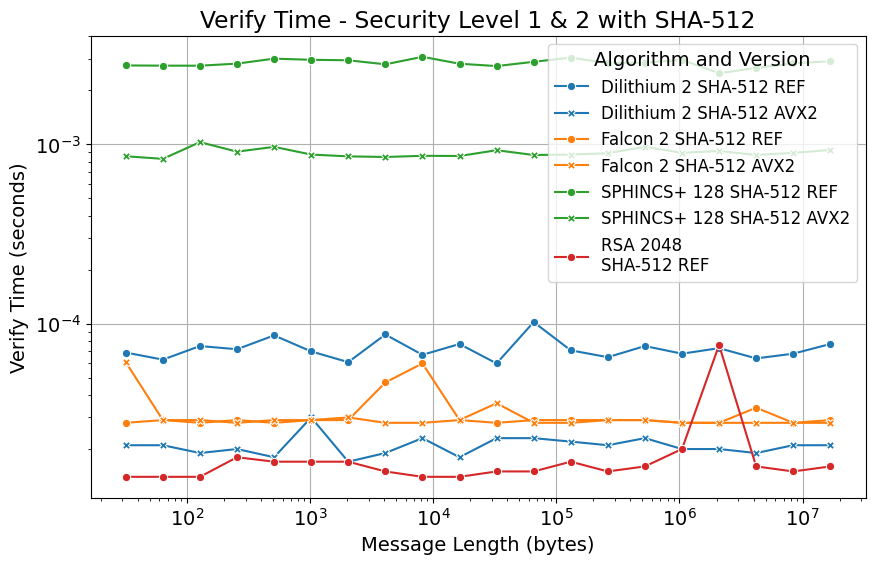 Verify Time - Security Level 1 & 2 with SHA-512
Verify Time (seconds)
10⁻³
10⁻⁴
Algorithm and Version
Dilithium 2 SHA-512 REF
Dilithium 2 SHA-512 AVX2
Falcon 2 SHA-512 REF
Falcon 2 SHA-512 AVX2
SPHINCS+ 128 SHA-512 REF
SPHINCS+ 128 SHA-512 AVX2
RSA 2048
SHA-512 REF
10² 10³ 10⁴ 10⁵ 10⁶ 10⁷
Message Length (bytes)